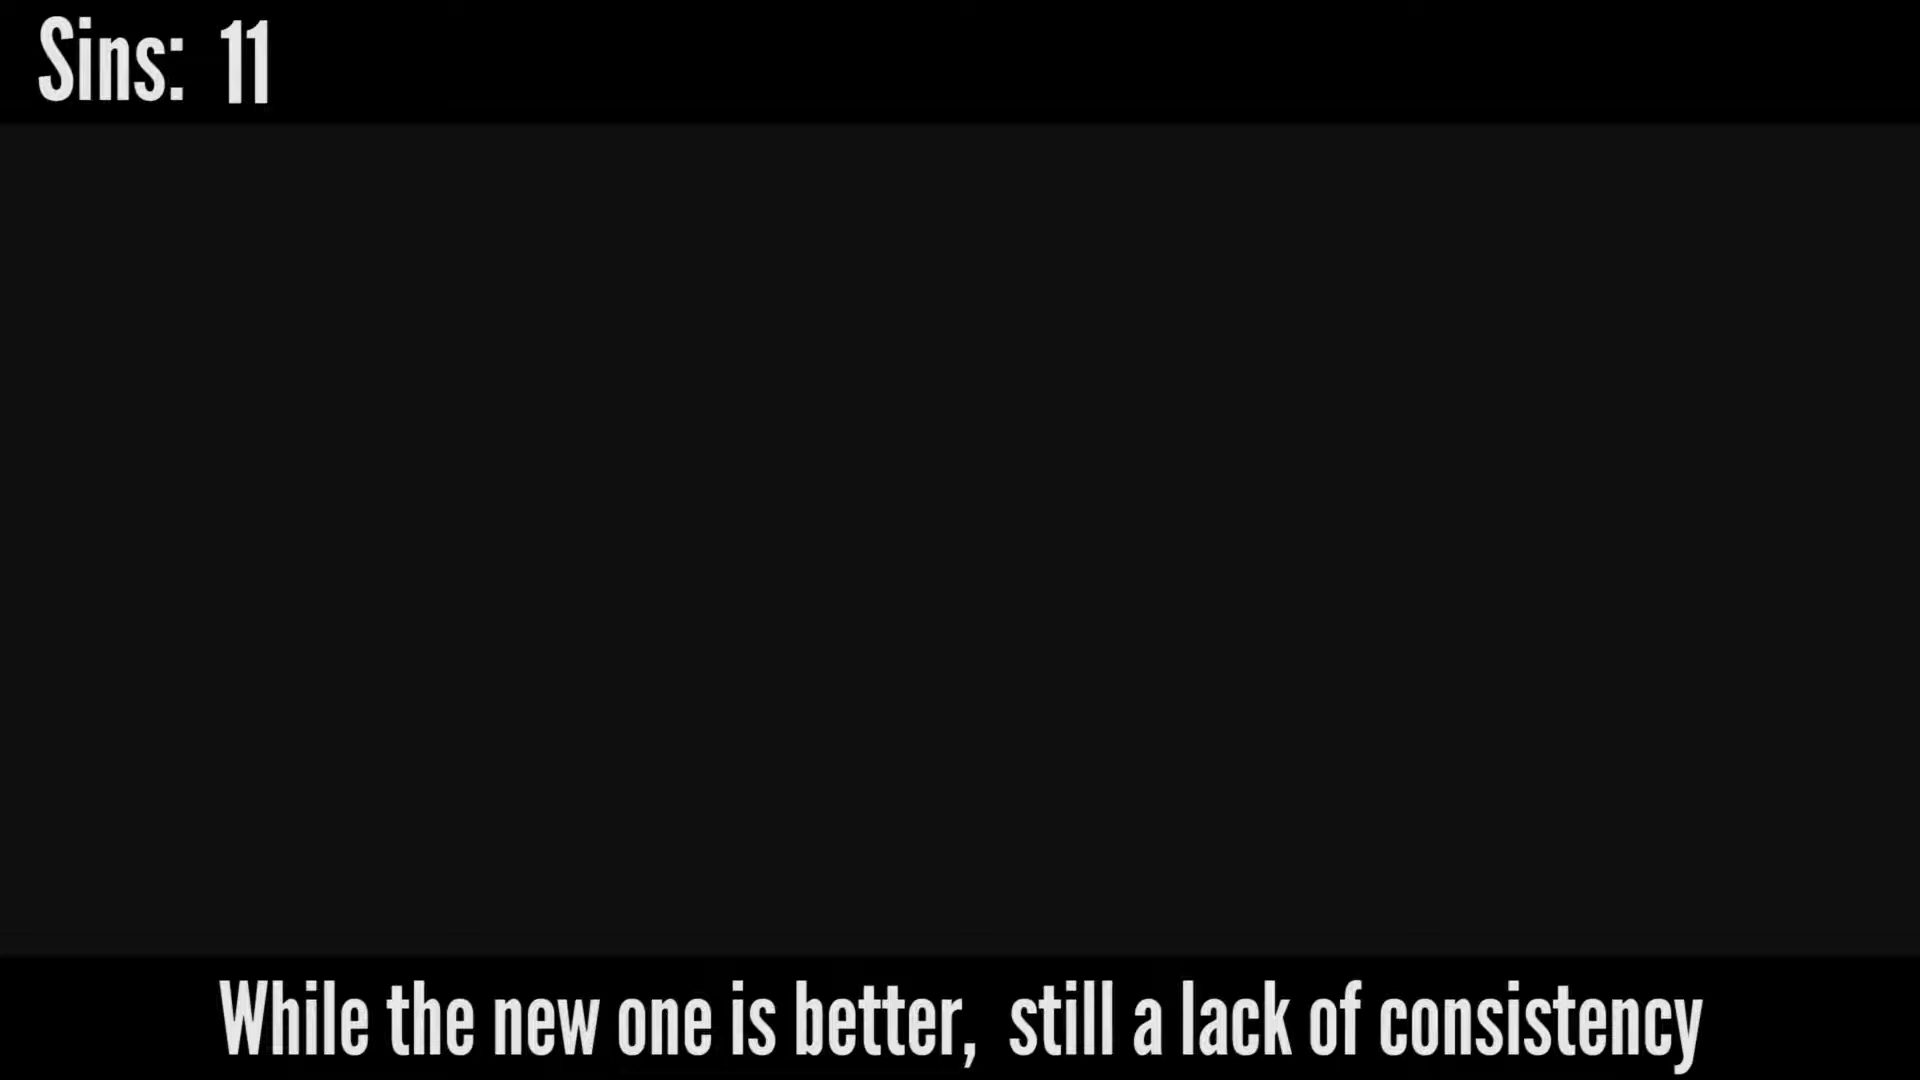 Sins: 11
While the new one is better, still a lack of consistency